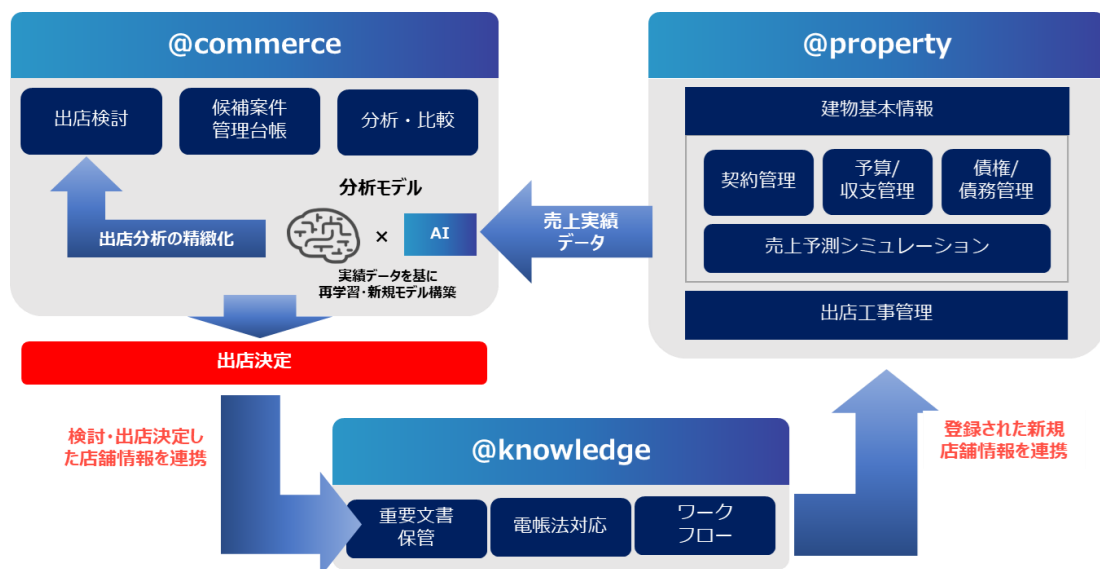 @commerce
出店検討
候補案件
管理台帳
分析・比較
分析モデル
出店分析の精緻化
×
AI
実績データを基に
再学習・新規モデル構築
売上実績
データ
@property
建物基本情報
契約管理
予算/
収支管理
債権/
債務管理
売上予測シミュレーション
出店工事管理
出店決定
検討・出店決定し
た店舗情報を連携
@knowledge
重要文書
保管
電帳法対応
ワーク
フロー
登録された新規
店舗情報を連携